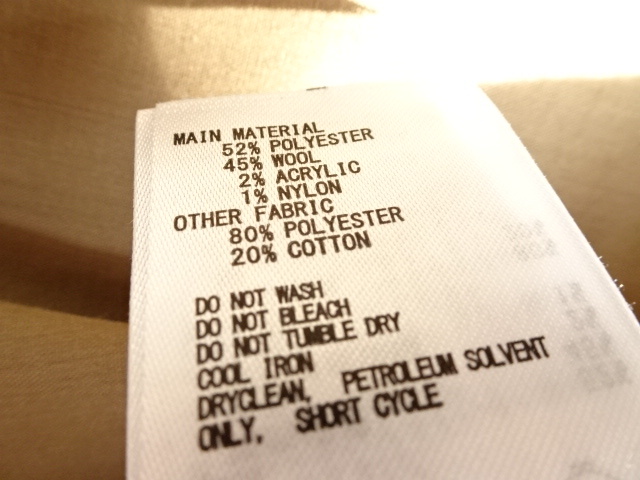 MAIN MATERIAL
52% POLYESTER
45% WOOL
2% ACRYLIC
1% NYLON
OTHER FABRIC
80% POLYESTER
20% COTTON
DO NOT WASH
DO NOT BLEACH
DO NOT TUMBLE DRY
COOL IRON
DRYCLEAN, PETROLEUM SOLVENT
ONLY, SHORT CYCLE